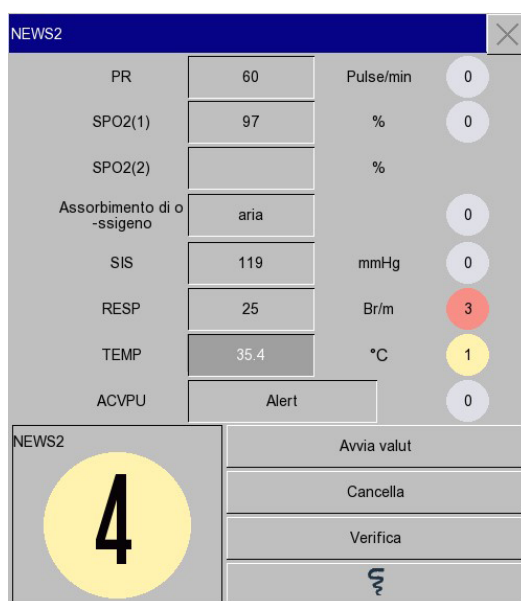 NEWS2
PR 60 Pulse/min 0
SPO2(1) 97 % 0
SPO2(2) %
Assorbimento di o
-ssigeno aria 0
SIS 119 mmHg 0
RESP 25 Br/m 3
TEMP 35.4 °C 1
ACVPU Alert 0
NEWS2
4
Avvia valut
Cancella
Verifica